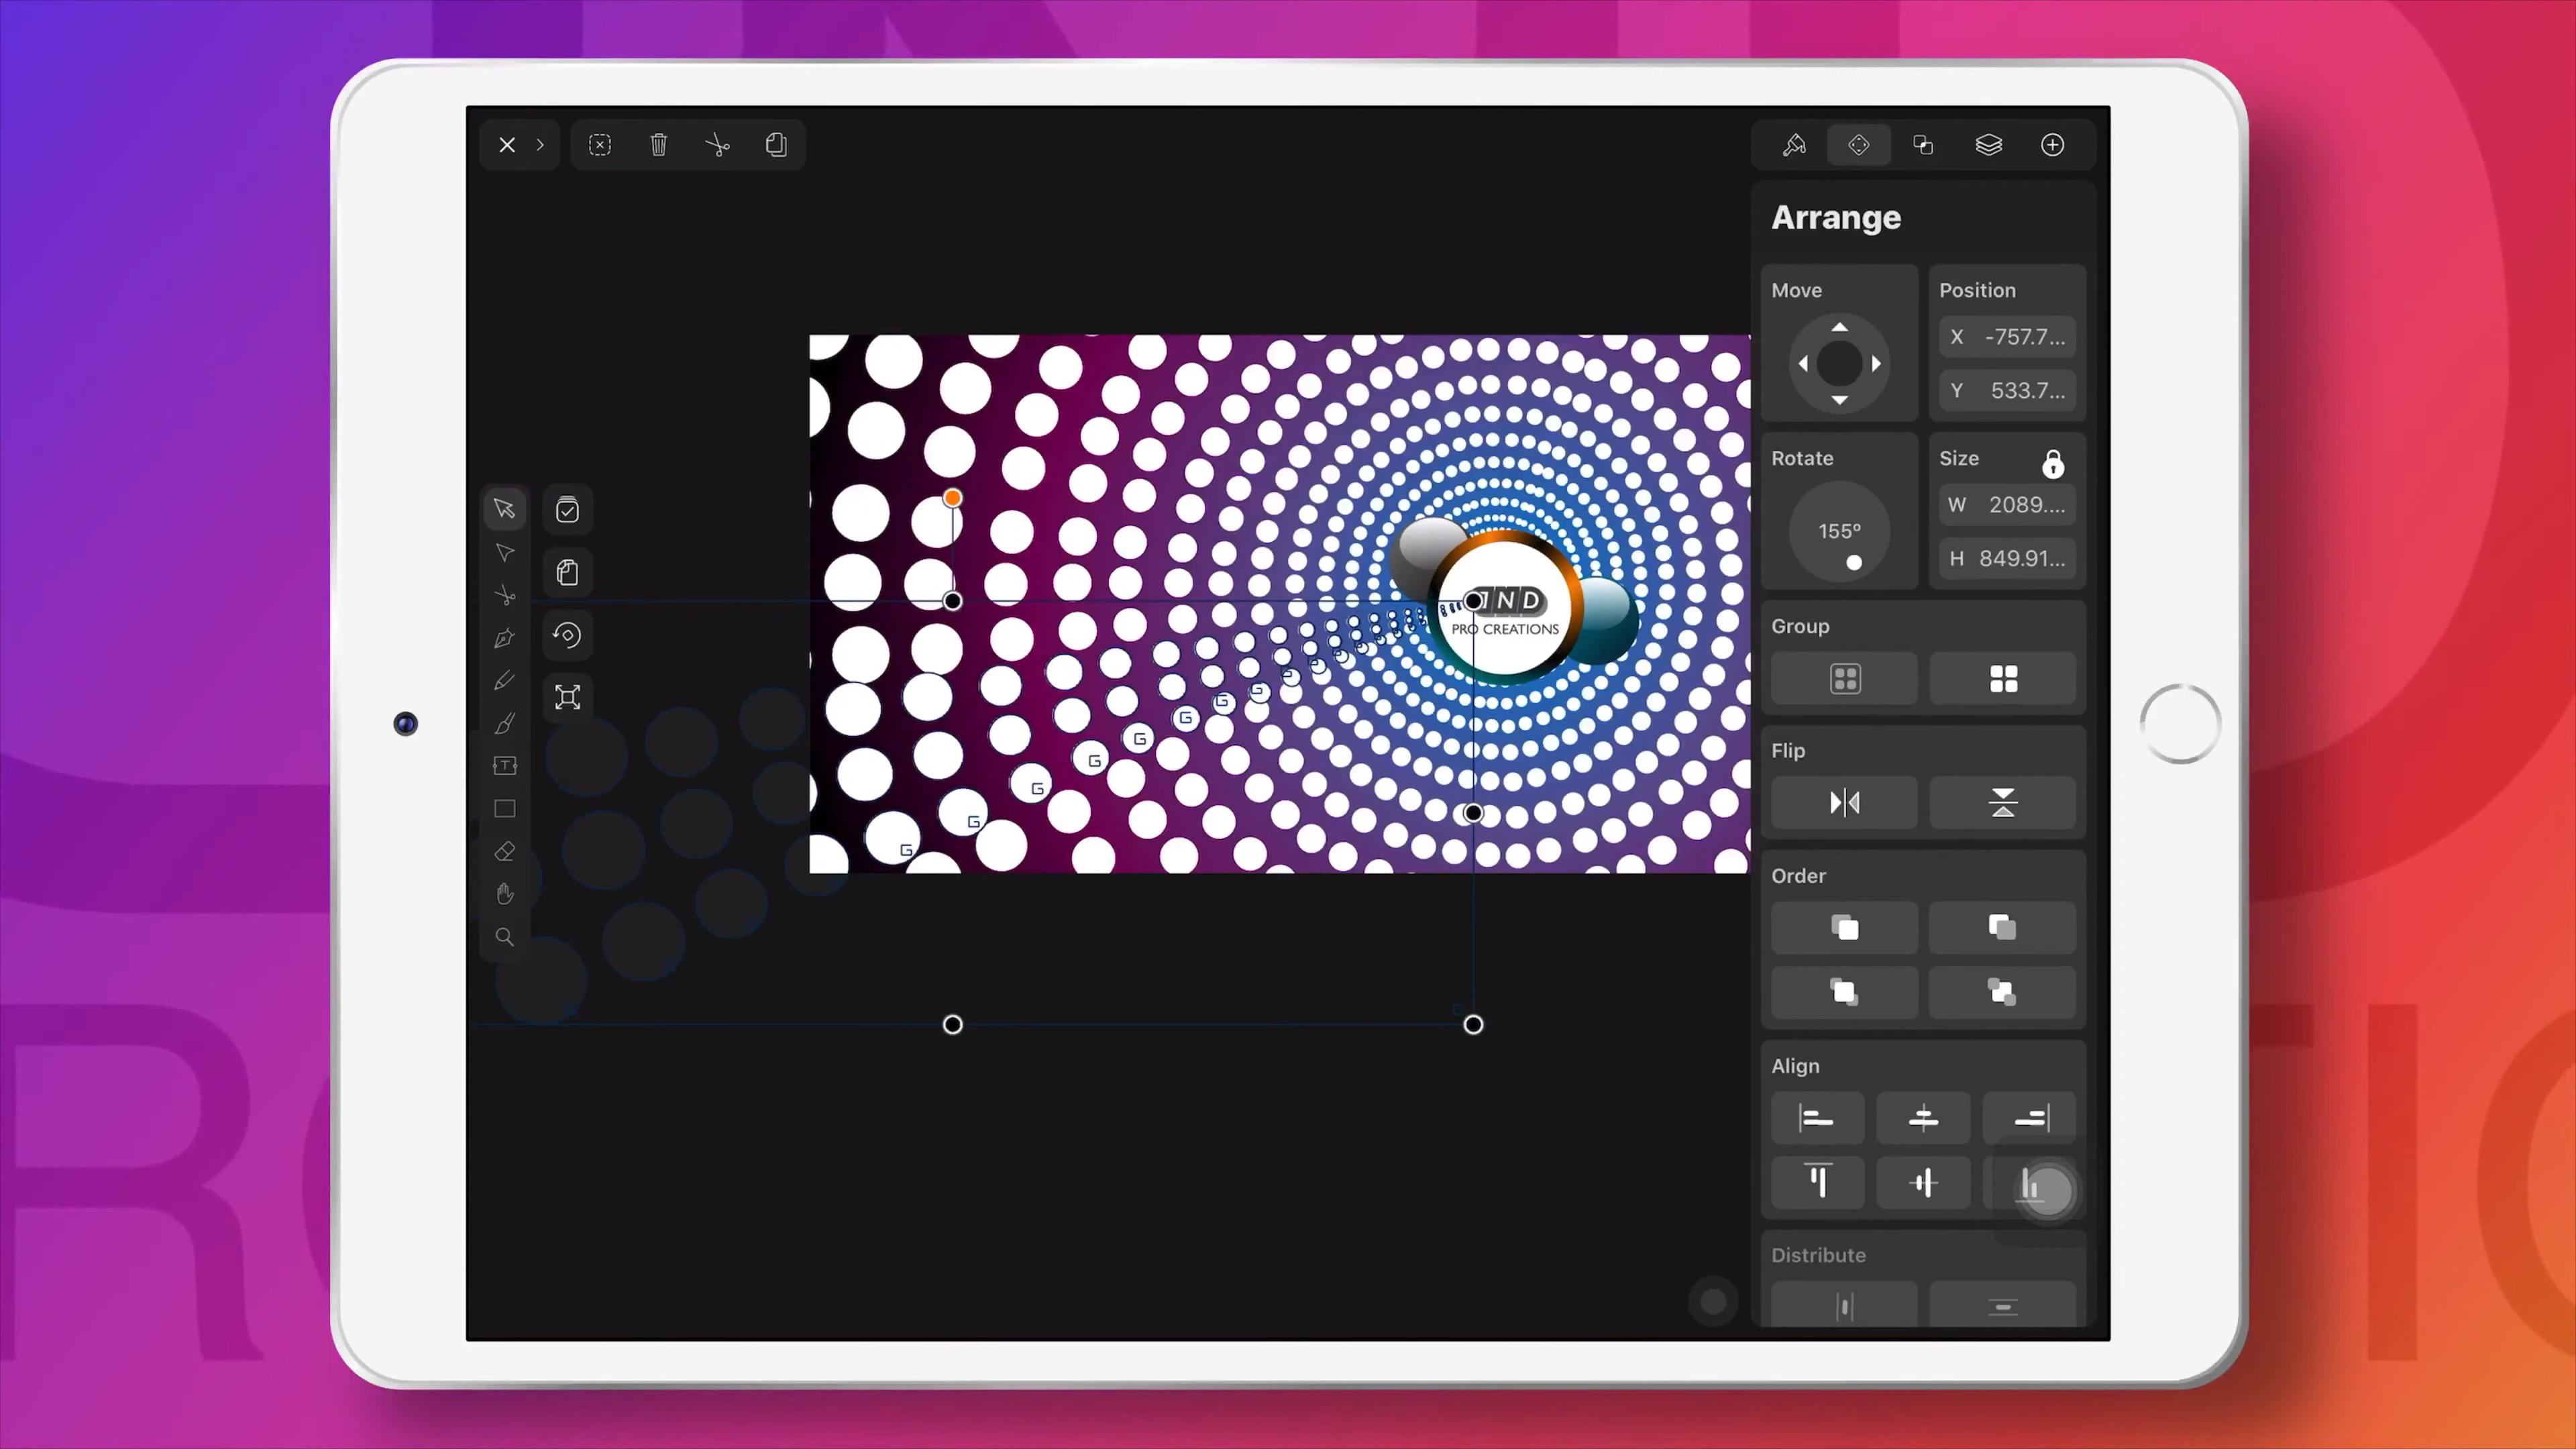 Arrange
Move
Position
X -757.7...
Y 533.7...
Rotate
155°
Size
W 2089....
H 849.91...
Group
Flip
Order
Align
Distribute
IND
PRO CREATIONS
G
G
G
G
G
G
G
T